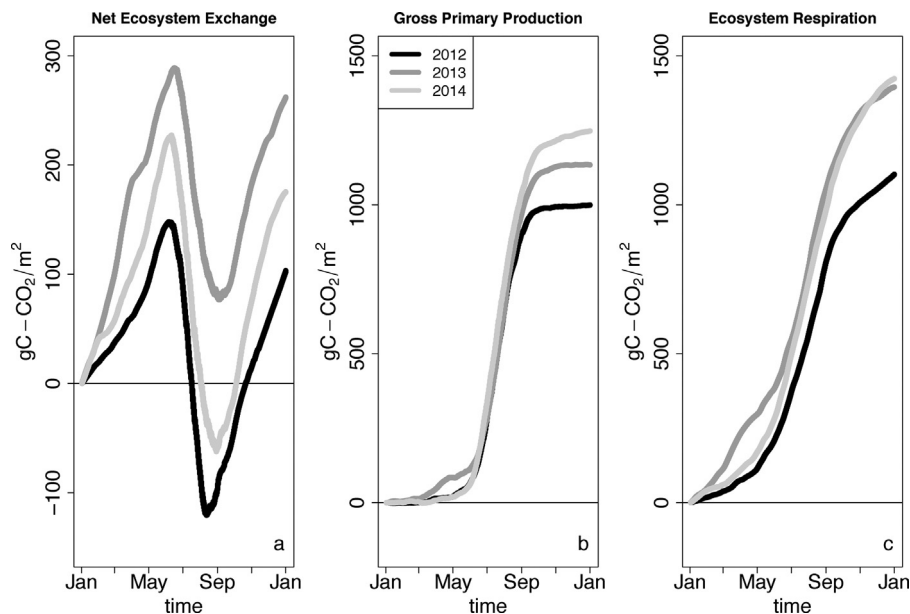 Net Ecosystem Exchange
gC − CO₂/m²
300
200
100
0
−100
Jan May Sep Jan
time
a
Gross Primary Production
2012
2013
2014
gC − CO₂/m²
1500
1000
500
0
Jan May Sep Jan
time
b
Ecosystem Respiration
gC − CO₂/m²
1500
1000
500
0
Jan May Sep Jan
time
c